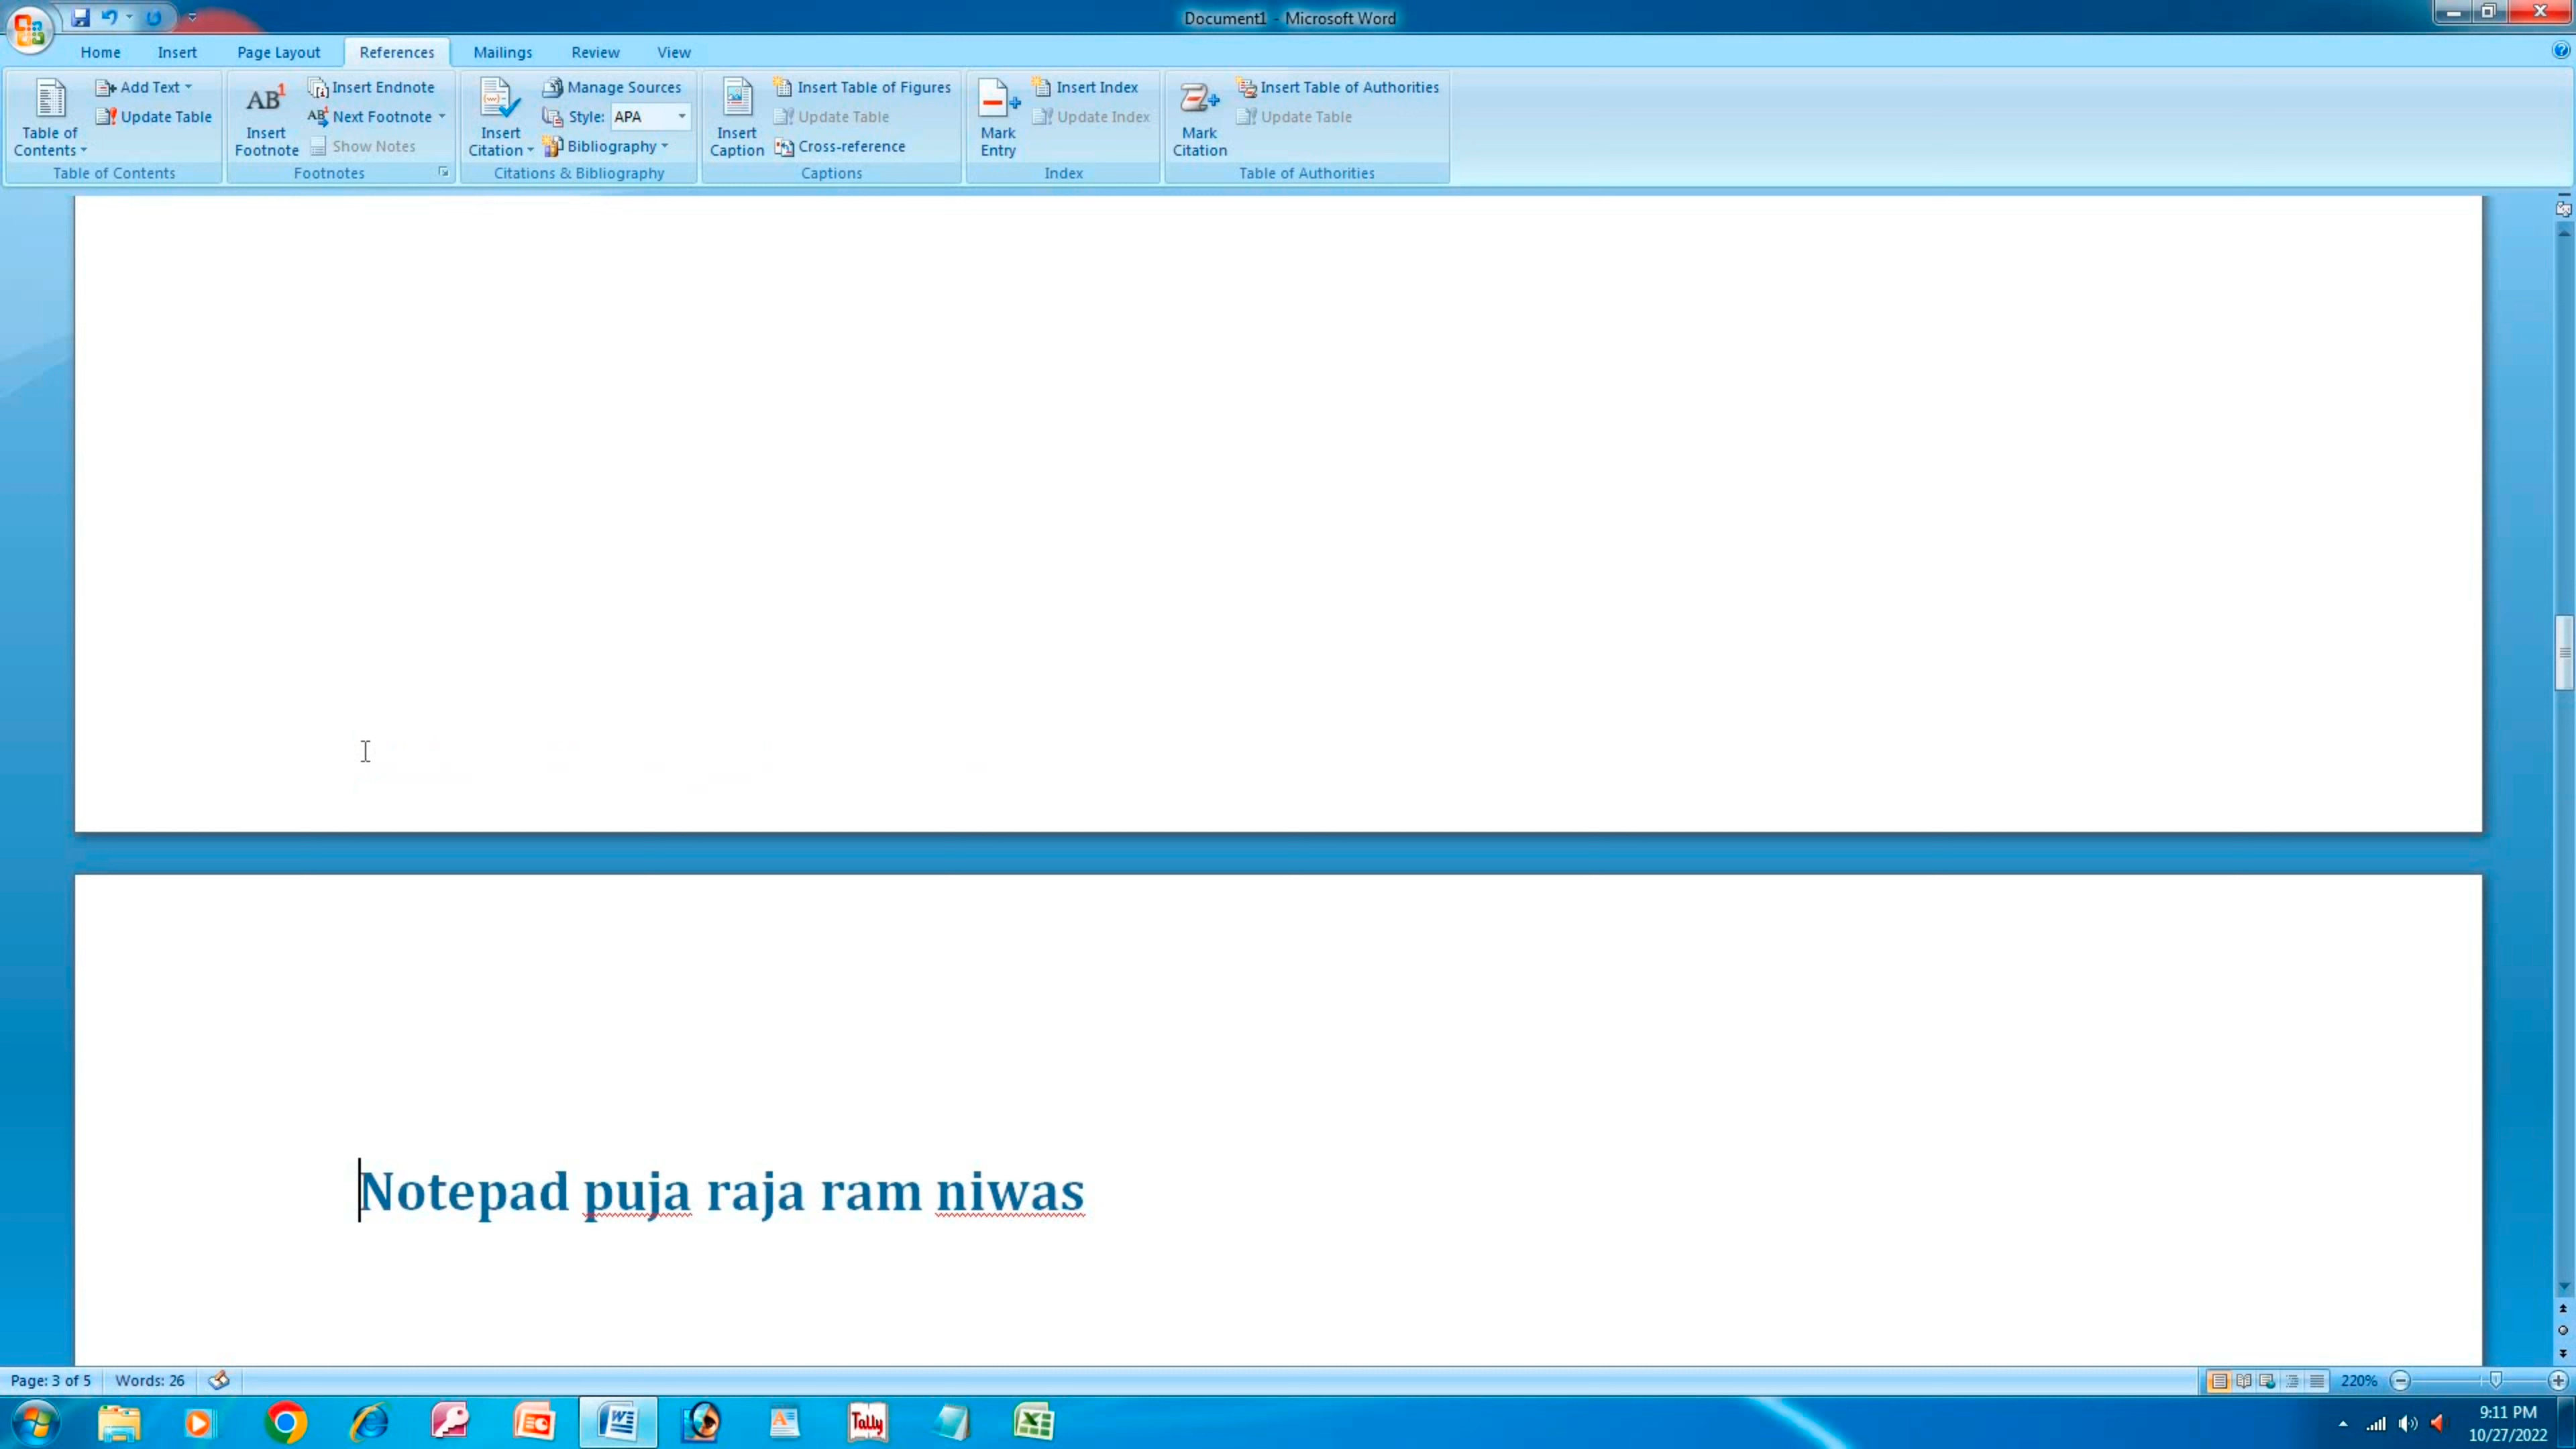 Document1 - Microsoft Word
Home Insert Page Layout References Mailings Review View
Table of Contents
Add Text
Update Table
Table of Contents
AB1 Insert Footnote
Insert Endnote
AB1 Next Footnote
Show Notes
Footnotes
Insert Citation
Manage Sources
Style: APA
Bibliography
Citations & Bibliography
Insert Caption
Insert Table of Figures
Update Table
Cross-reference
Captions
Mark Entry
Insert Index
Update Index
Index
Mark Citation
Insert Table of Authorities
Update Table
Table of Authorities
Notepad puja raja ram niwas
Page: 3 of 5 Words: 26 220%
Tally
9:11 PM
10/27/2022